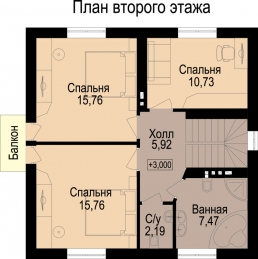 План второго этажа
Спальня
15,76
Спальня
10,73
Холл
5,92
+3,000
Балкон
Спальня
15,76
С/у
2,19
Ванная
7,47